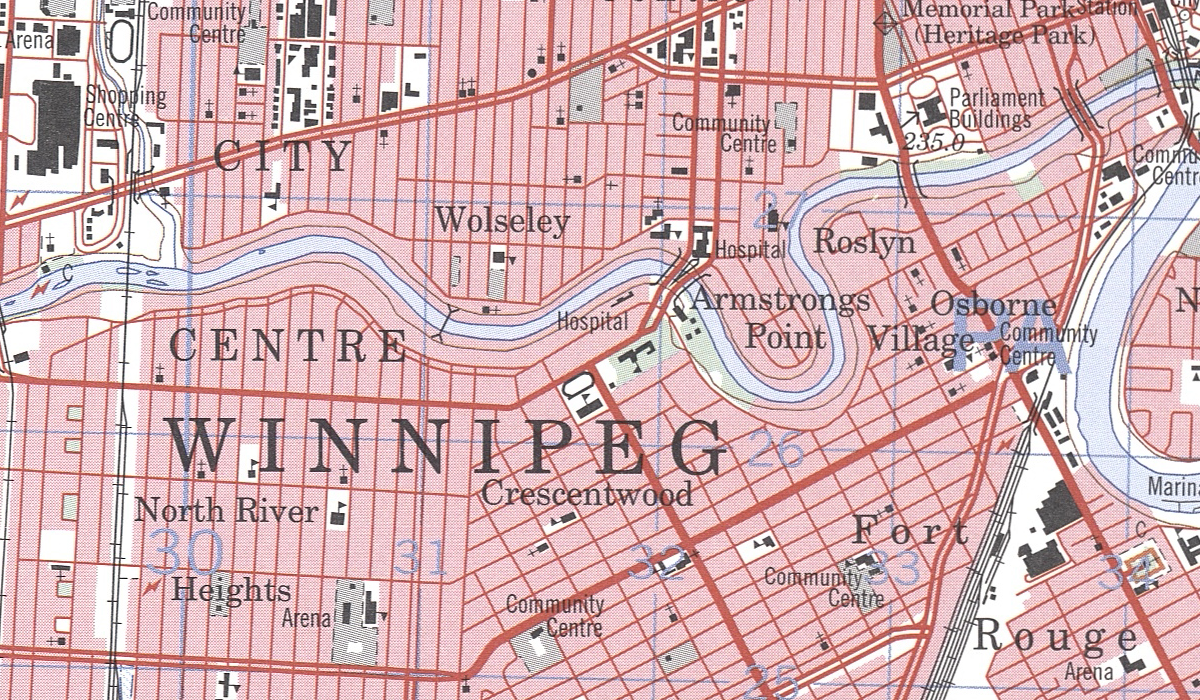 Community
Centre
Arena
Memorial Park
Station
(Heritage Park)
Shopping
Centre
Parliament
Buildings
Community
Centre
235.0
CITY
27
Wolseley
Hospital
Roslyn
C
Armstrongs
Point
Hospital
Osborne
Village
Community
Centre
CENTRE
WINNIPEG
26
Crescentwood
Marina
North River
Heights
30
31
32
33
34
Fort
C
Community
Centre
Arena
Community
Centre
Rouge
Arena
25